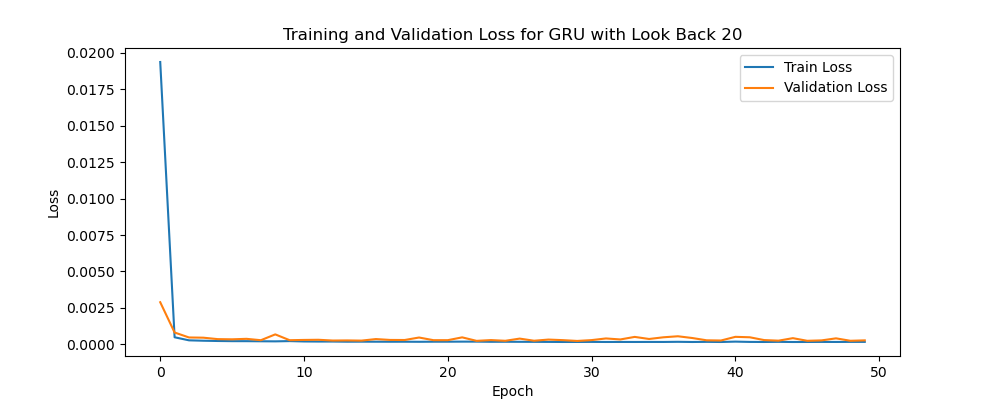 Training and Validation Loss for GRU with Look Back 20
Train Loss
Validation Loss
0.0200
0.0175
0.0150
0.0125
0.0100
0.0075
0.0050
0.0025
0.0000
Loss
0 10 20 30 40 50
Epoch